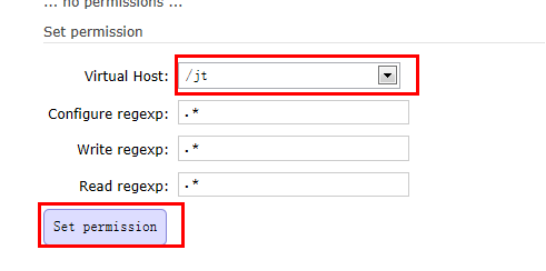 ... no permissions ...
Set permission
Virtual Host: /jt
Configure regexp: .*
Write regexp: .*
Read regexp: .*
Set permission